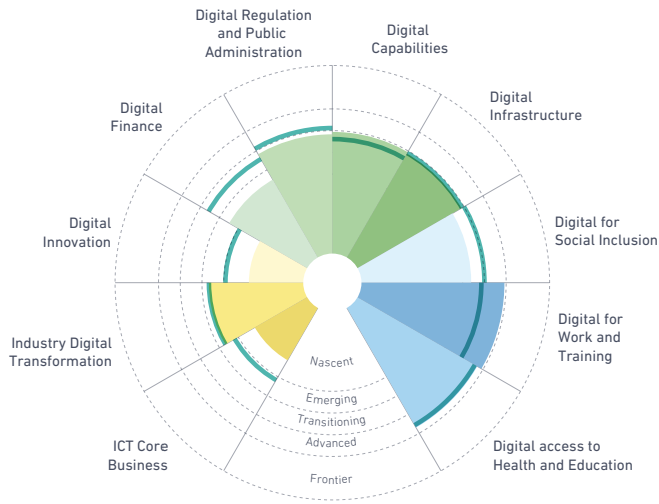 Digital Regulation
and Public
Administration
Digital
Capabilities
Digital
Infrastructure
Digital for
Social Inclusion
Digital for
Work and
Training
Digital access to
Health and Education
ICT Core
Business
Industry Digital
Transformation
Digital
Innovation
Digital
Finance
Nascent
Emerging
Transitioning
Advanced
Frontier